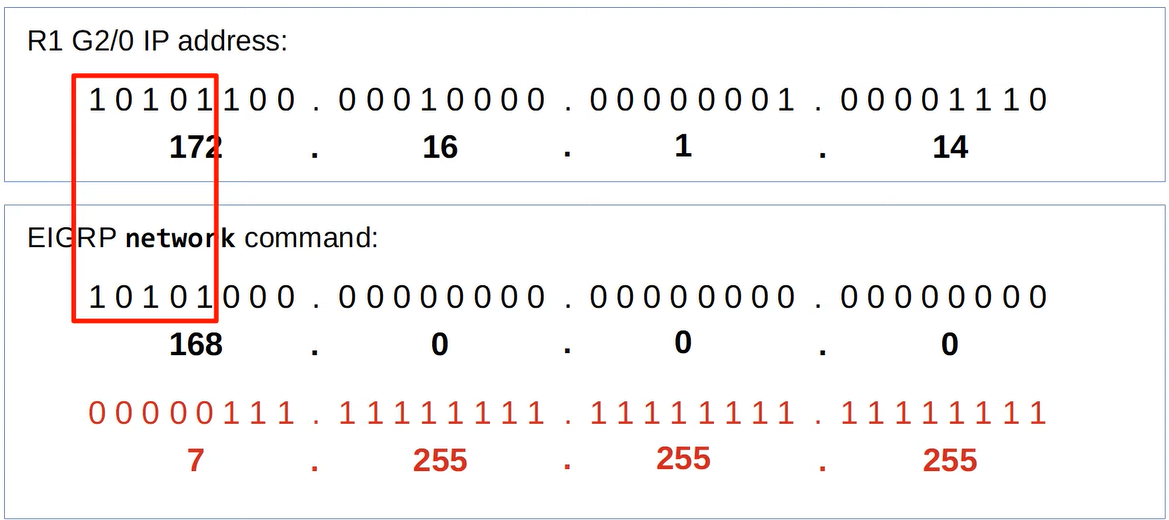 R1 G2/0 IP address:
1 0 1 0 1 1 0 0 . 0 0 0 1 0 0 0 0 . 0 0 0 0 0 0 0 1 . 0 0 0 0 1 1 1 0
172 . 16 . 1 . 14
EIGRP network command:
1 0 1 0 1 0 0 0 . 0 0 0 0 0 0 0 0 . 0 0 0 0 0 0 0 0 . 0 0 0 0 0 0 0 0
168 . 0 . 0 . 0
0 0 0 0 0 1 1 1 . 1 1 1 1 1 1 1 1 . 1 1 1 1 1 1 1 1 . 1 1 1 1 1 1 1 1
7 . 255 . 255 . 255